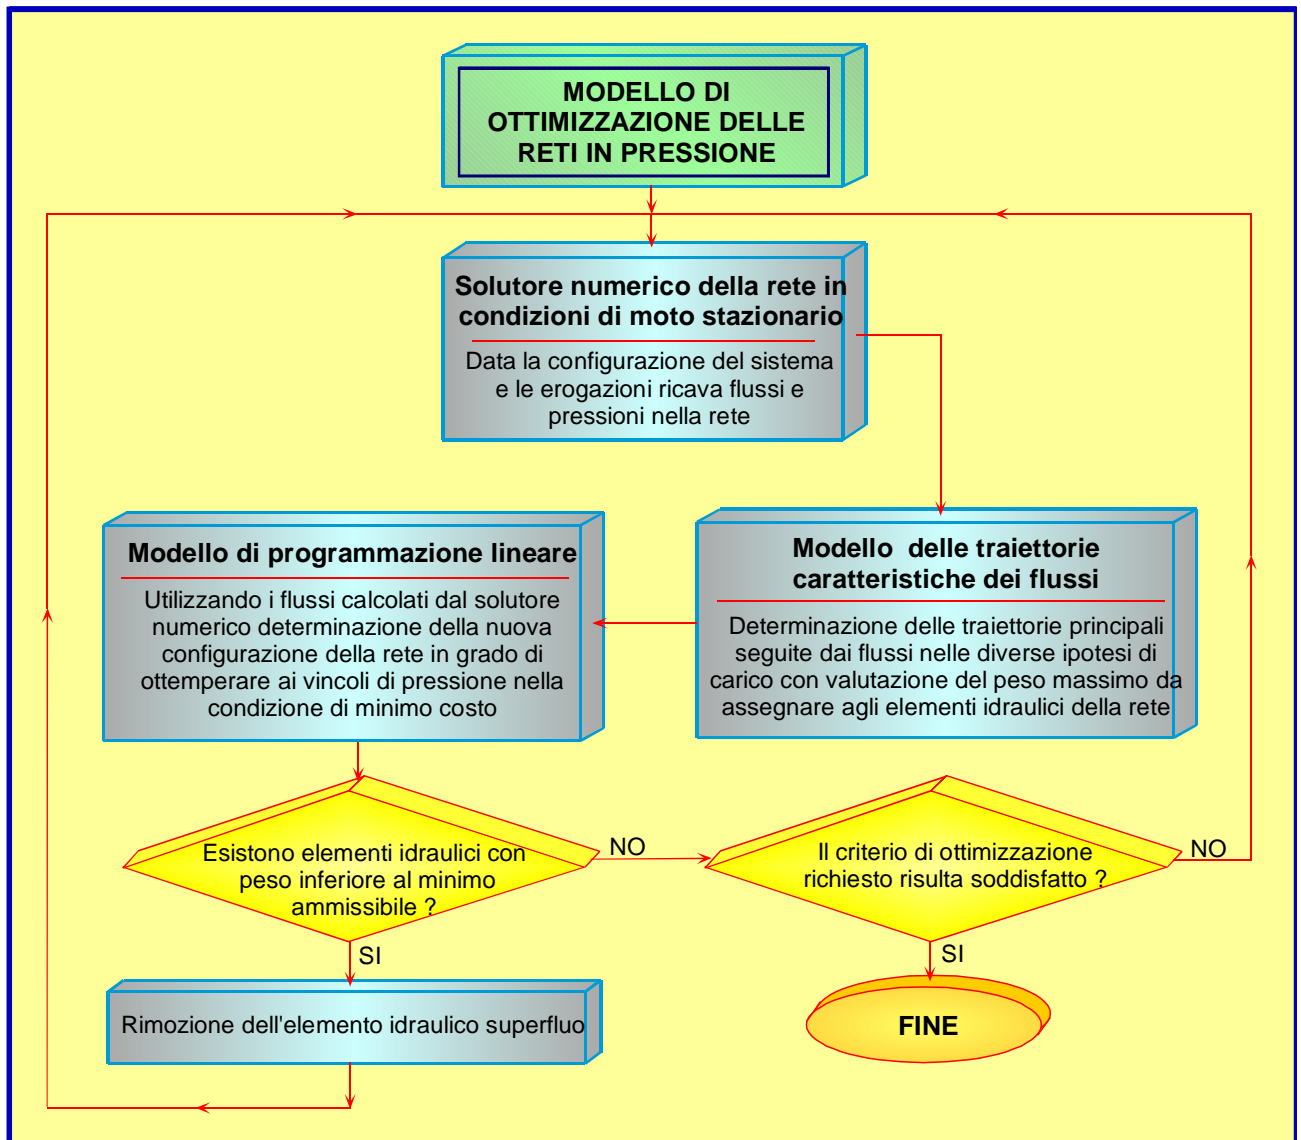 MODELLO DI
OTTIMIZZAZIONE DELLE
RETI IN PRESSIONE
Solutore numerico della rete in
condizioni di moto stazionario
Data la configurazione del sistema
e le erogazioni ricava flussi e
pressioni nella rete
Modello di programmazione lineare
Utilizzando i flussi calcolati dal solutore
numerico determinazione della nuova
configurazione della rete in grado di
ottemperare ai vincoli di pressione nella
condizione di minimo costo
Modello delle traiettorie
caratteristiche dei flussi
Determinazione delle traiettorie principali
seguite dai flussi nelle diverse ipotesi di
carico con valutazione del peso massimo da
assegnare agli elementi idraulici della rete
Esistono elementi idraulici con
peso inferiore al minimo
ammissibile ?
NO
Il criterio di ottimizzazione
richiesto risulta soddisfatto ?
NO
SI
SI
Rimozione dell'elemento idraulico superfluo
FINE